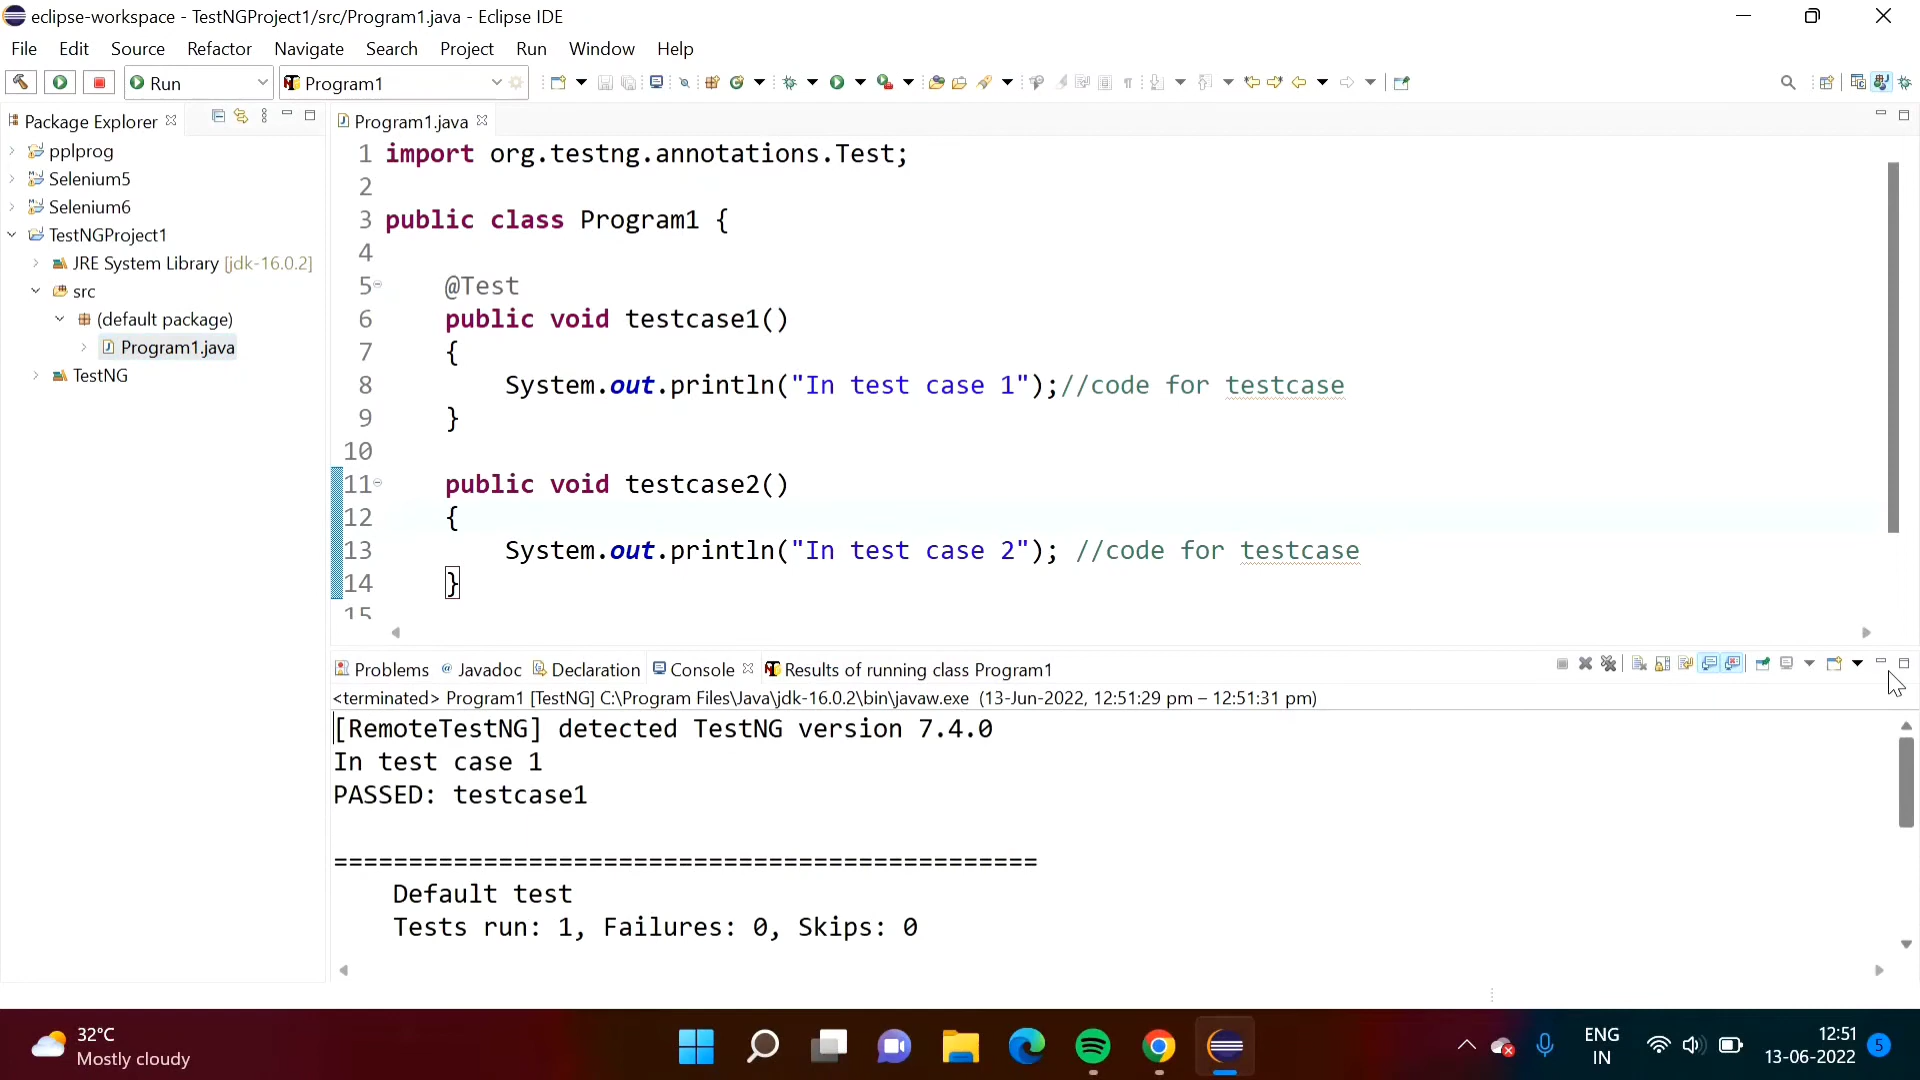 eclipse-workspace - TestNGProject1/src/Program1.java - Eclipse IDE
File Edit Source Refactor Navigate Search Project Run Window Help
Run Program1
Package Explorer
pplprog
Selenium5
Selenium6
TestNGProject1
JRE System Library [jdk-16.0.2]
src
(default package)
Program1.java
TestNG
Program1.java
1 import org.testng.annotations.Test;
2
3 public class Program1 {
4
5 @Test
6 public void testcase1()
7 {
8 System.out.println("In test case 1");//code for testcase
9 }
10
11 public void testcase2()
12 {
13 System.out.println("In test case 2"); //code for testcase
14 }
15
Problems @ Javadoc Declaration Console Results of running class Program1
<terminated> Program1 [TestNG] C:\Program Files\Java\jdk-16.0.2\bin\javaw.exe (13-Jun-2022, 12:51:29 pm – 12:51:31 pm)
[RemoteTestNG] detected TestNG version 7.4.0
In test case 1
PASSED: testcase1
===============================================
Default test
Tests run: 1, Failures: 0, Skips: 0
32°C
Mostly cloudy
ENG
IN
12:51
13-06-2022
5